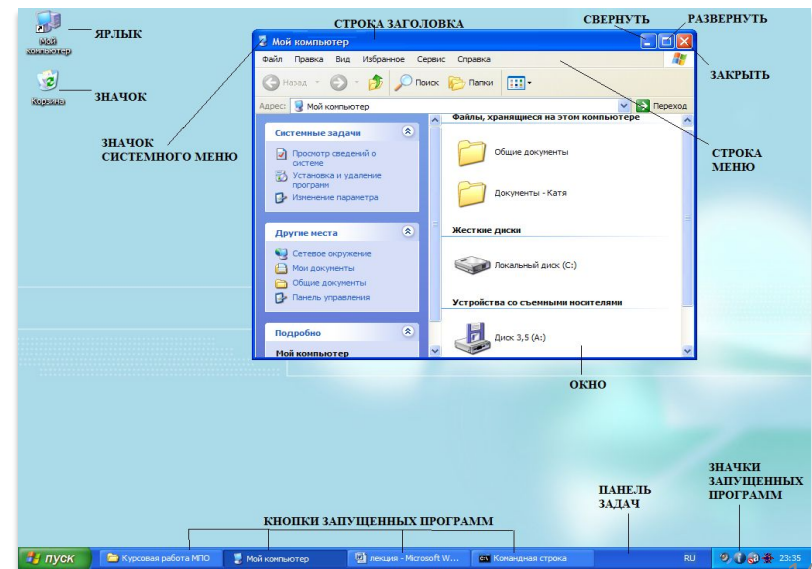 СТРОКА ЗАГОЛОВКА
СВЕРНУТЬ
РАЗВЕРНУТЬ
Мой
компьютер
ЯРЛЫК
Мой компьютер
Файл Правка Вид Избранное Сервис Справка
ЗАКРЫТЬ
Назад
Поиск
Папки
Корзина
ЗНАЧОК
Адрес:
Мой компьютер
Переход
Файлы, хранящиеся на этом компьютере
ЗНАЧОК
СИСТЕМНОГО МЕНЮ
СТРОКА
МЕНЮ
Системные задачи
Просмотр сведений о
системе
Установка и удаление
программ
Изменение параметра
Общие документы
Документы - Катя
Другие места
Сетевое окружение
Мои документы
Общие документы
Панель управления
Жесткие диски
Локальный диск (C:)
Устройства со съемными носителями
Подробно
Мой компьютер
Диск 3,5 (A:)
ОКНО
ЗНАЧКИ
ЗАПУЩЕННЫХ
ПРОГРАММ
ПАНЕЛЬ
ЗАДАЧ
КНОПКИ ЗАПУЩЕННЫХ ПРОГРАММ
пуск
Курсовая работа МПО
Мой компьютер
лекция - Microsoft W...
Командная строка
RU
23:35